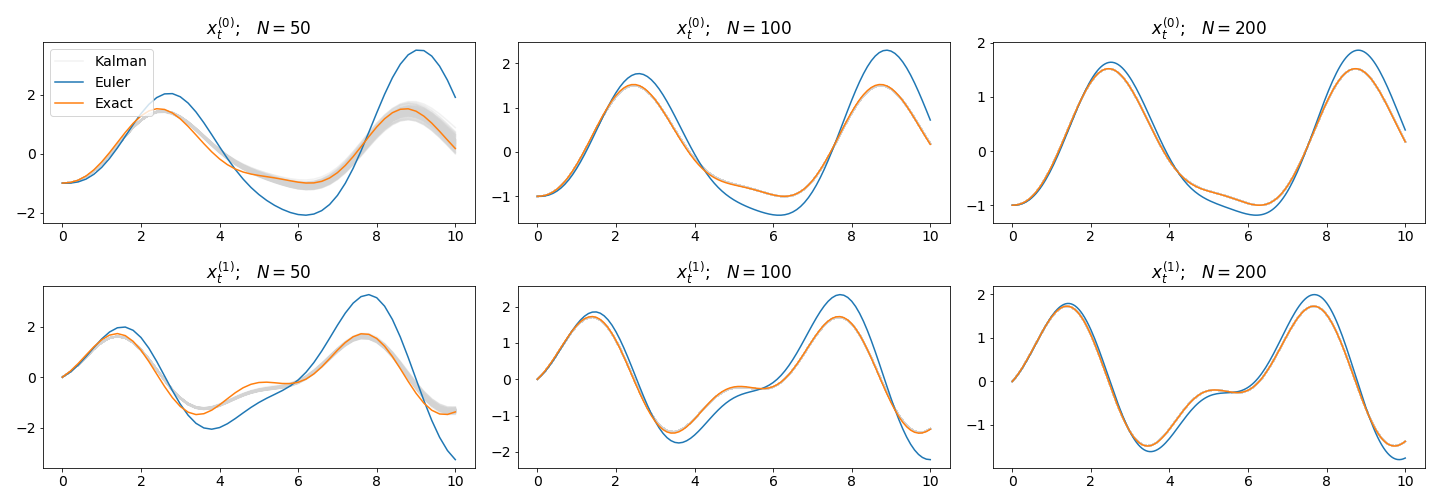 x_t^{(0)};   N = 50
Kalman
Euler
Exact
2
0
−2
0 2 4 6 8 10
x_t^{(0)};   N = 100
2
1
0
−1
0 2 4 6 8 10
x_t^{(0)};   N = 200
2
1
0
−1
0 2 4 6 8 10
x_t^{(1)};   N = 50
2
0
−2
0 2 4 6 8 10
x_t^{(1)};   N = 100
2
1
0
−1
−2
0 2 4 6 8 10
x_t^{(1)};   N = 200
2
1
0
−1
0 2 4 6 8 10